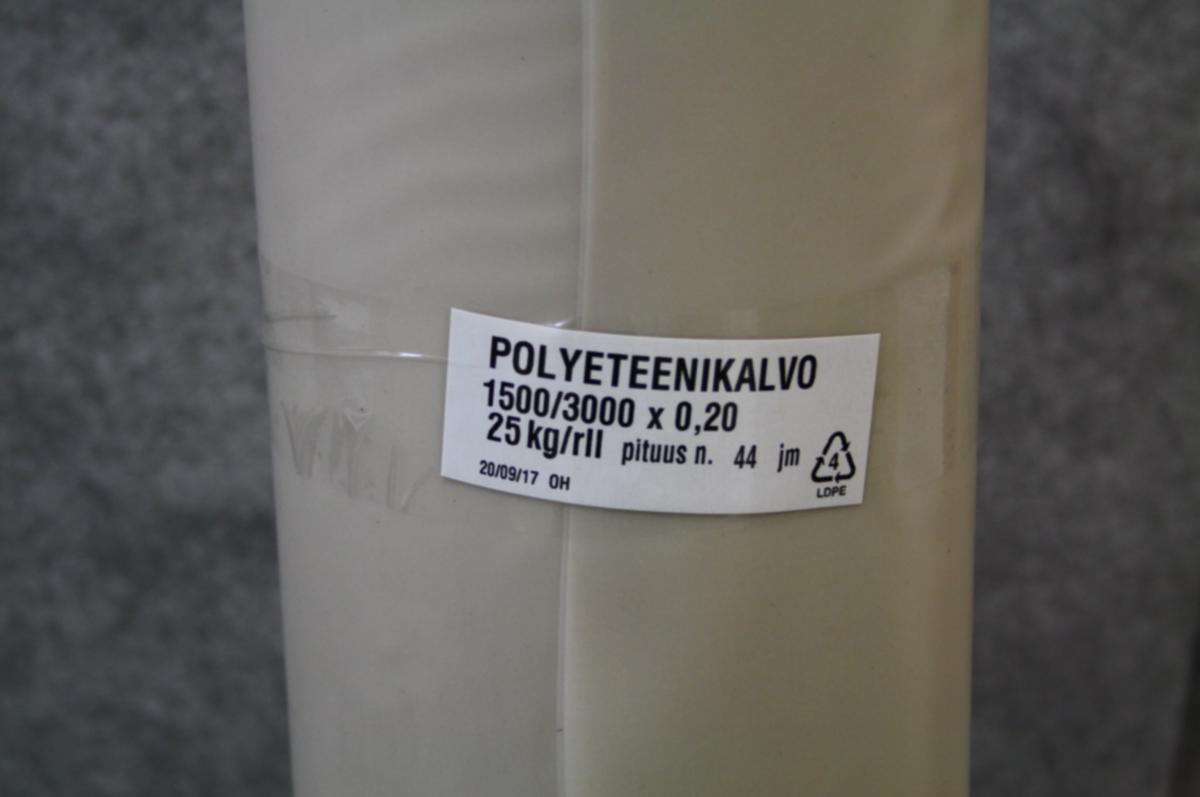 POLYETEENIKALVO
1500/3000 x 0,20
25 kg/rll pituus n. 44 jm
20/09/17 OH
4
LDPE